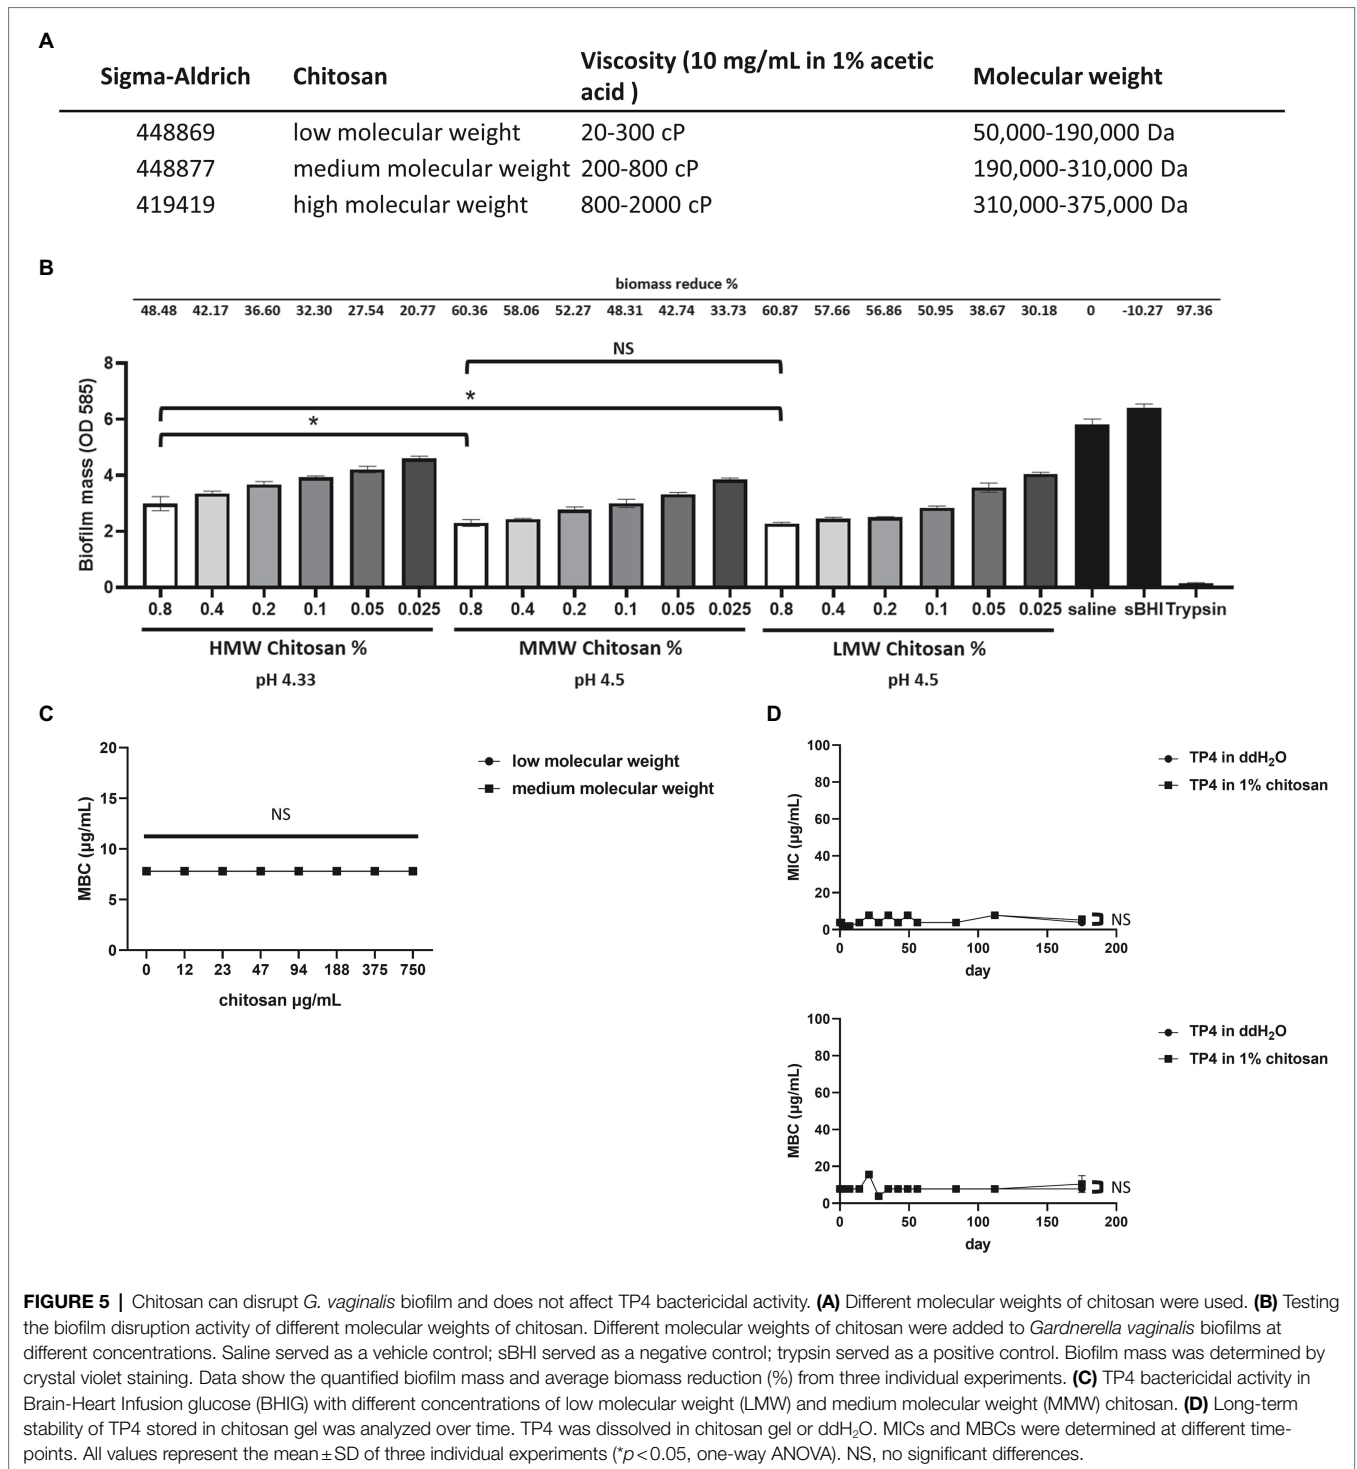 A
Sigma-Aldrich Chitosan Viscosity (10 mg/mL in 1% acetic acid ) Molecular weight
448869 low molecular weight 20-300 cP 50,000-190,000 Da
448877 medium molecular weight 200-800 cP 190,000-310,000 Da
419419 high molecular weight 800-2000 cP 310,000-375,000 Da
B
biomass reduce %
48.48 42.17 36.60 32.30 27.54 20.77 60.36 58.06 52.27 48.31 42.74 33.73 60.87 57.66 56.86 50.95 38.67 30.18 0 -10.27 97.36
NS
*
*
Biofilm mass (OD 585)
8
6
4
2
0
0.8 0.4 0.2 0.1 0.05 0.025 0.8 0.4 0.2 0.1 0.05 0.025 0.8 0.4 0.2 0.1 0.05 0.025 saline sBHI Trypsin
HMW Chitosan % MMW Chitosan % LMW Chitosan %
pH 4.33 pH 4.5 pH 4.5
C
MBC (µg/mL)
20
15
10
5
0
NS
low molecular weight
medium molecular weight
0 12 23 47 94 188 375 750
chitosan µg/mL
D
MIC (µg/mL)
100
80
60
40
20
0
TP4 in ddH₂O
TP4 in 1% chitosan
NS
0 50 100 150 200
day
MBC (µg/mL)
100
80
60
40
20
0
TP4 in ddH₂O
TP4 in 1% chitosan
NS
0 50 100 150 200
day
FIGURE 5 | Chitosan can disrupt G. vaginalis biofilm and does not affect TP4 bactericidal activity. (A) Different molecular weights of chitosan were used. (B) Testing
the biofilm disruption activity of different molecular weights of chitosan. Different molecular weights of chitosan were added to Gardnerella vaginalis biofilms at
different concentrations. Saline served as a vehicle control; sBHI served as a negative control; trypsin served as a positive control. Biofilm mass was determined by
crystal violet staining. Data show the quantified biofilm mass and average biomass reduction (%) from three individual experiments. (C) TP4 bactericidal activity in
Brain-Heart Infusion glucose (BHIG) with different concentrations of low molecular weight (LMW) and medium molecular weight (MMW) chitosan. (D) Long-term
stability of TP4 stored in chitosan gel was analyzed over time. TP4 was dissolved in chitosan gel or ddH₂O. MICs and MBCs were determined at different time-
points. All values represent the mean ± SD of three individual experiments (*p < 0.05, one-way ANOVA). NS, no significant differences.